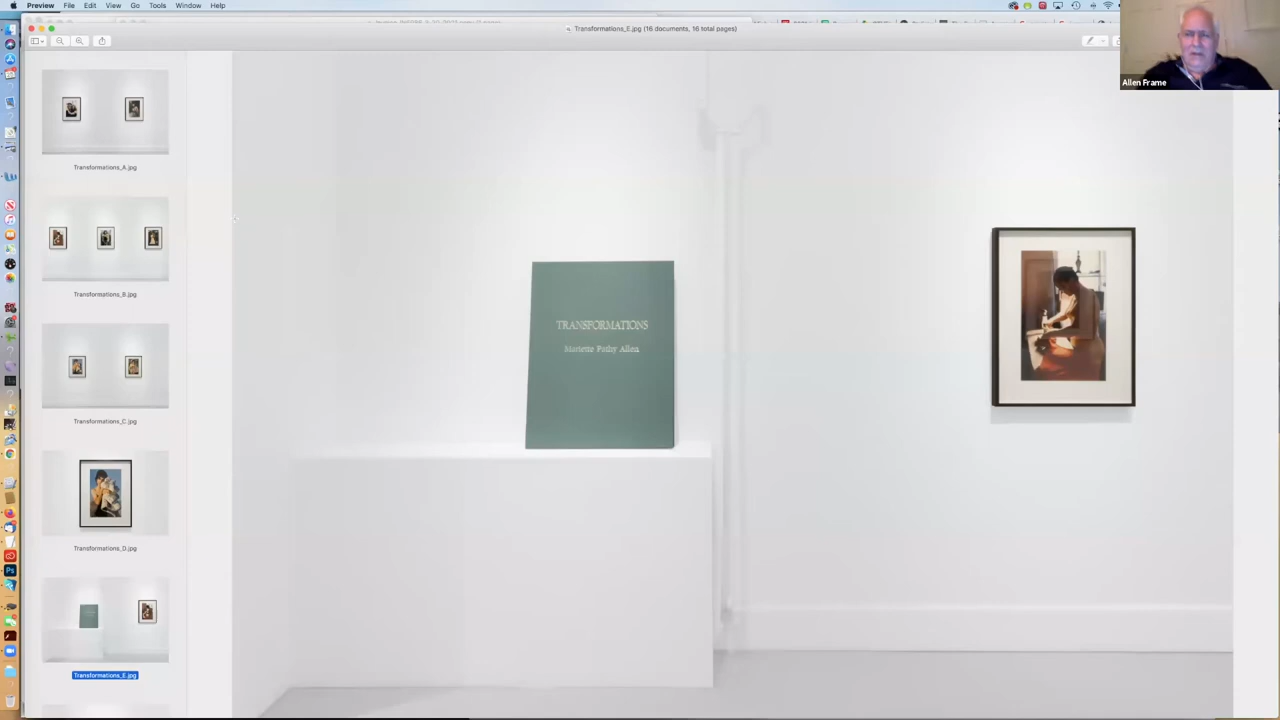 Preview File Edit View Go Tools Window Help
Transformations_E.jpg (16 documents, 16 total pages)
Allen Frame
Transformations_A.jpg
Transformations_B.jpg
Transformations_C.jpg
Transformations_D.jpg
Transformations_E.jpg
TRANSFORMATIONS
Mariette Pathy Allen